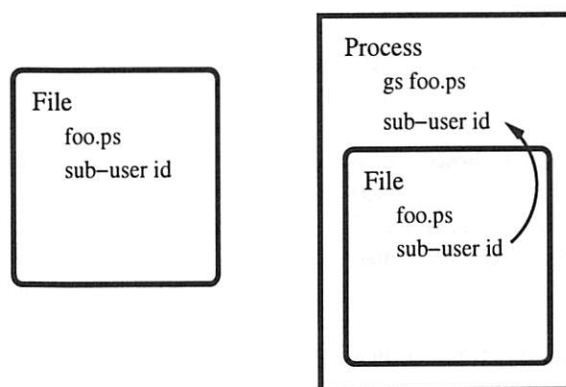 File
foo.ps
sub−user id
Process
gs foo.ps
sub−user id
File
foo.ps
sub−user id